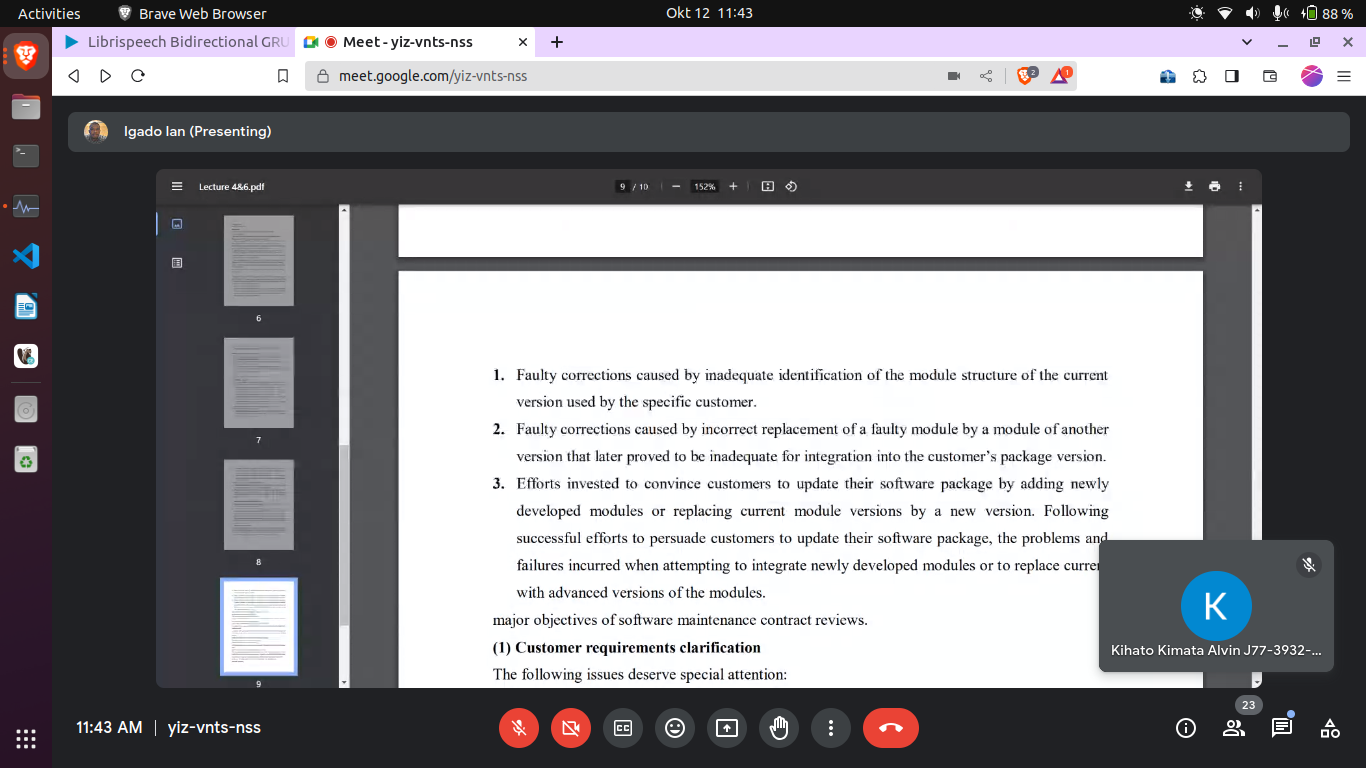 Activities
Brave Web Browser
Okt 12 11:43
88 %
Librispeech Bidirectional GRU
Meet - yiz-vnts-nss
meet.google.com/yiz-vnts-nss
2
1
Igado Ian (Presenting)
Lecture 4&6.pdf
9 / 10
152%
6
7
8
9
1. Faulty corrections caused by inadequate identification of the module structure of the current
version used by the specific customer.
2. Faulty corrections caused by incorrect replacement of a faulty module by a module of another
version that later proved to be inadequate for integration into the customer's package version.
3. Efforts invested to convince customers to update their software package by adding newly
developed modules or replacing current module versions by a new version. Following
successful efforts to persuade customers to update their software package, the problems and
failures incurred when attempting to integrate newly developed modules or to replace curren
with advanced versions of the modules.
major objectives of software maintenance contract reviews.
(1) Customer requirements clarification
The following issues deserve special attention:
K
Kihato Kimata Alvin J77-3932-...
11:43 AM | yiz-vnts-nss
CC
23